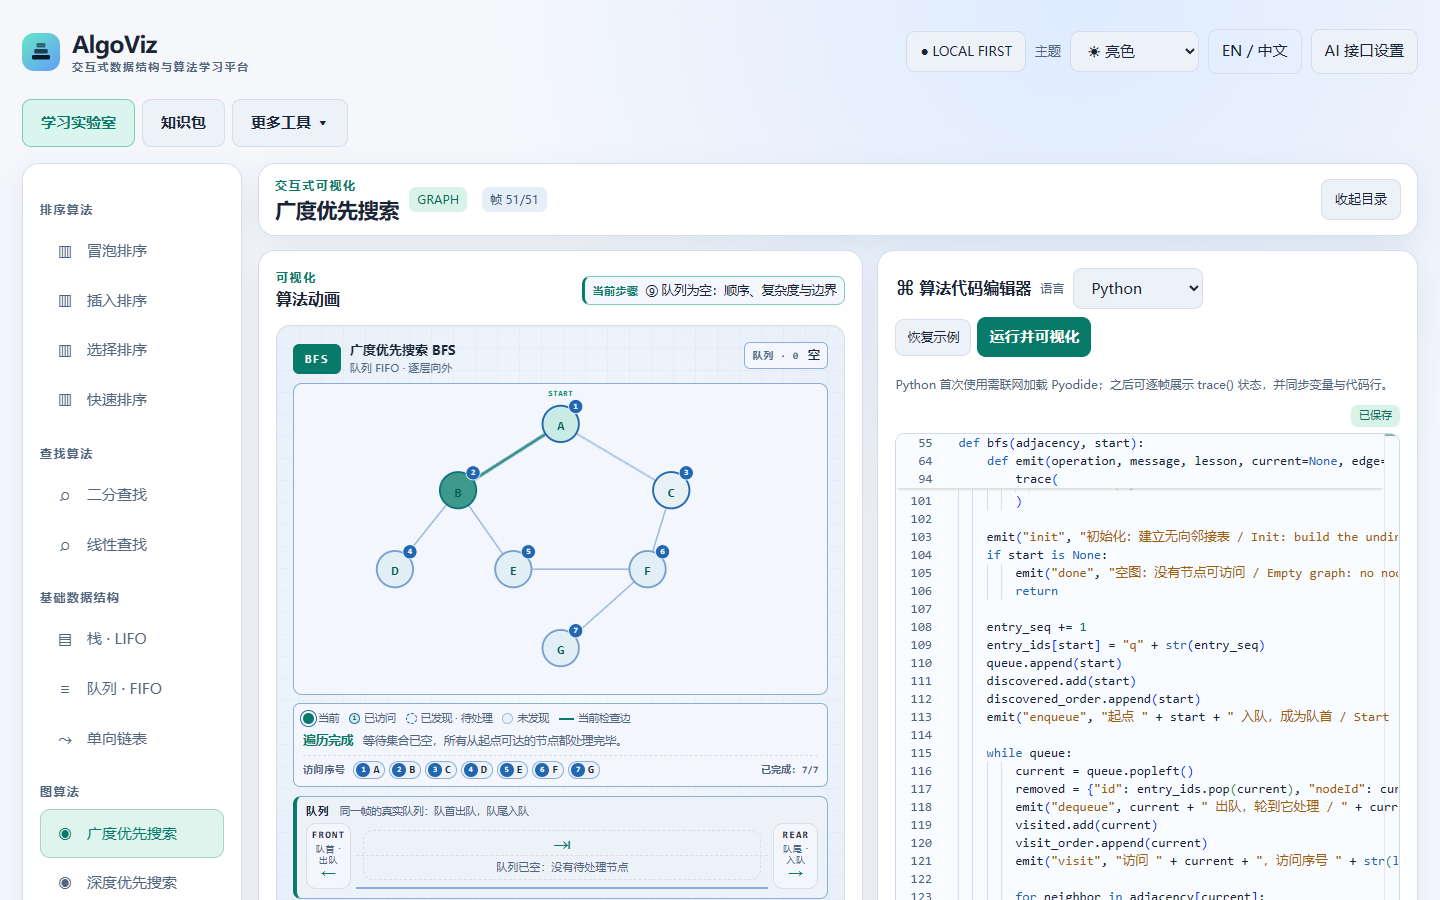 AlgoViz
交互式数据结构与算法学习平台
● LOCAL FIRST
主题
☀ 亮色
EN / 中文
AI 接口设置
学习实验室
知识包
更多工具 ▾
排序算法
冒泡排序
插入排序
选择排序
快速排序
查找算法
二分查找
线性查找
基础数据结构
栈 · LIFO
队列 · FIFO
单向链表
图算法
广度优先搜索
深度优先搜索
交互式可视化
广度优先搜索
GRAPH
帧 51/51
收起目录
可视化
算法动画
当前步骤 ⑨ 队列为空：顺序、复杂度与边界
BFS
广度优先搜索 BFS
队列 FIFO · 逐层向外
队列 · 0 空
START
A 1
B 2
C 3
D 4
E 5
F 6
G 7
当前 1 已访问 已发现 · 待处理 未发现 当前检查边
遍历完成 等待集合已空，所有从起点可达的节点都处理完毕。
访问序号 1 A 2 B 3 C 4 D 5 E 6 F 7 G
已完成: 7/7
队列 同一帧的真实队列：队首出队，队尾入队
FRONT
队首 ·
出队
←
⇥
队列已空：没有待处理节点
REAR
队尾 ·
入队
→
⌘ 算法代码编辑器
语言
Python
恢复示例
运行并可视化
Python 首次使用需联网加载 Pyodide；之后可逐帧展示 trace() 状态，并同步变量与代码行。
已保存
55 def bfs(adjacency, start):
64 def emit(operation, message, lesson, current=None, edge=
94 trace(
101 )
102
103 emit("init", "初始化：建立无向邻接表 / Init: build the undir
104 if start is None:
105 emit("done", "空图：没有节点可访问 / Empty graph: no noc
106 return
107
108 entry_seq += 1
109 entry_ids[start] = "q" + str(entry_seq)
110 queue.append(start)
111 discovered.add(start)
112 discovered_order.append(start)
113 emit("enqueue", "起点 " + start + " 入队，成为队首 / Start
114
115 while queue:
116 current = queue.popleft()
117 removed = {"id": entry_ids.pop(current), "nodeId": cur
118 emit("dequeue", current + " 出队，轮到它处理 / " + curr
119 visited.add(current)
120 visit_order.append(current)
121 emit("visit", "访问 " + current + "，访问序号 " + str(l
122
123 for neighbor in adjacency[current]: